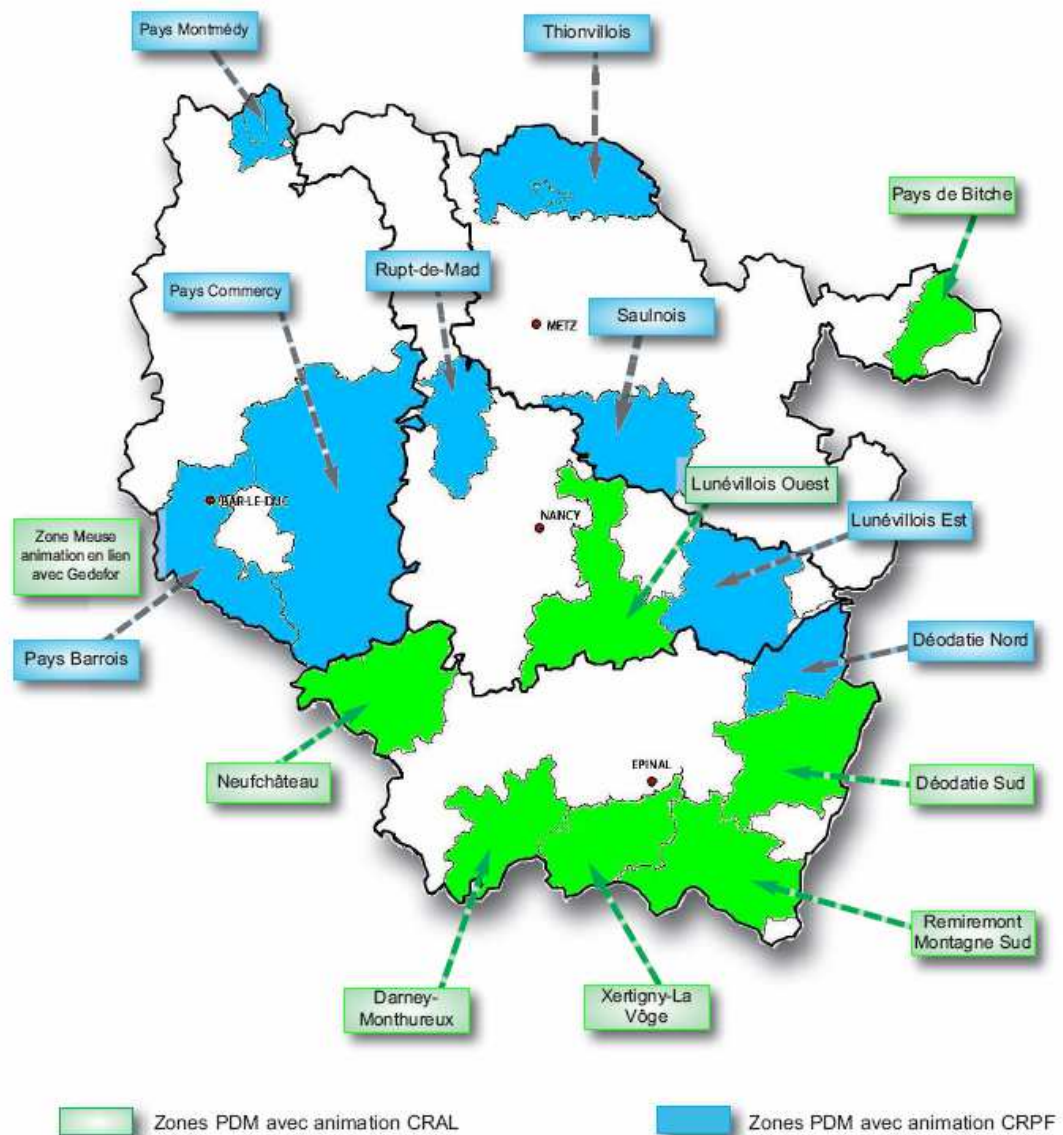 Pays Montmédy
Thionvillois
Pays de Bitche
Rupt-de-Mad
Pays Commercy
Saulnois
METZ
Lunévillois Ouest
BAR-LE-DUC
NANCY
Lunévillois Est
Zone Meuse
animation en lien
avec Gedefor
Pays Barrois
Déodatie Nord
Neufchâteau
EPINAL
Déodatie Sud
Remiremont
Montagne Sud
Darney-
Monthureux
Xertigny-La
Vôge
Zones PDM avec animation CRAL
Zones PDM avec animation CRPF